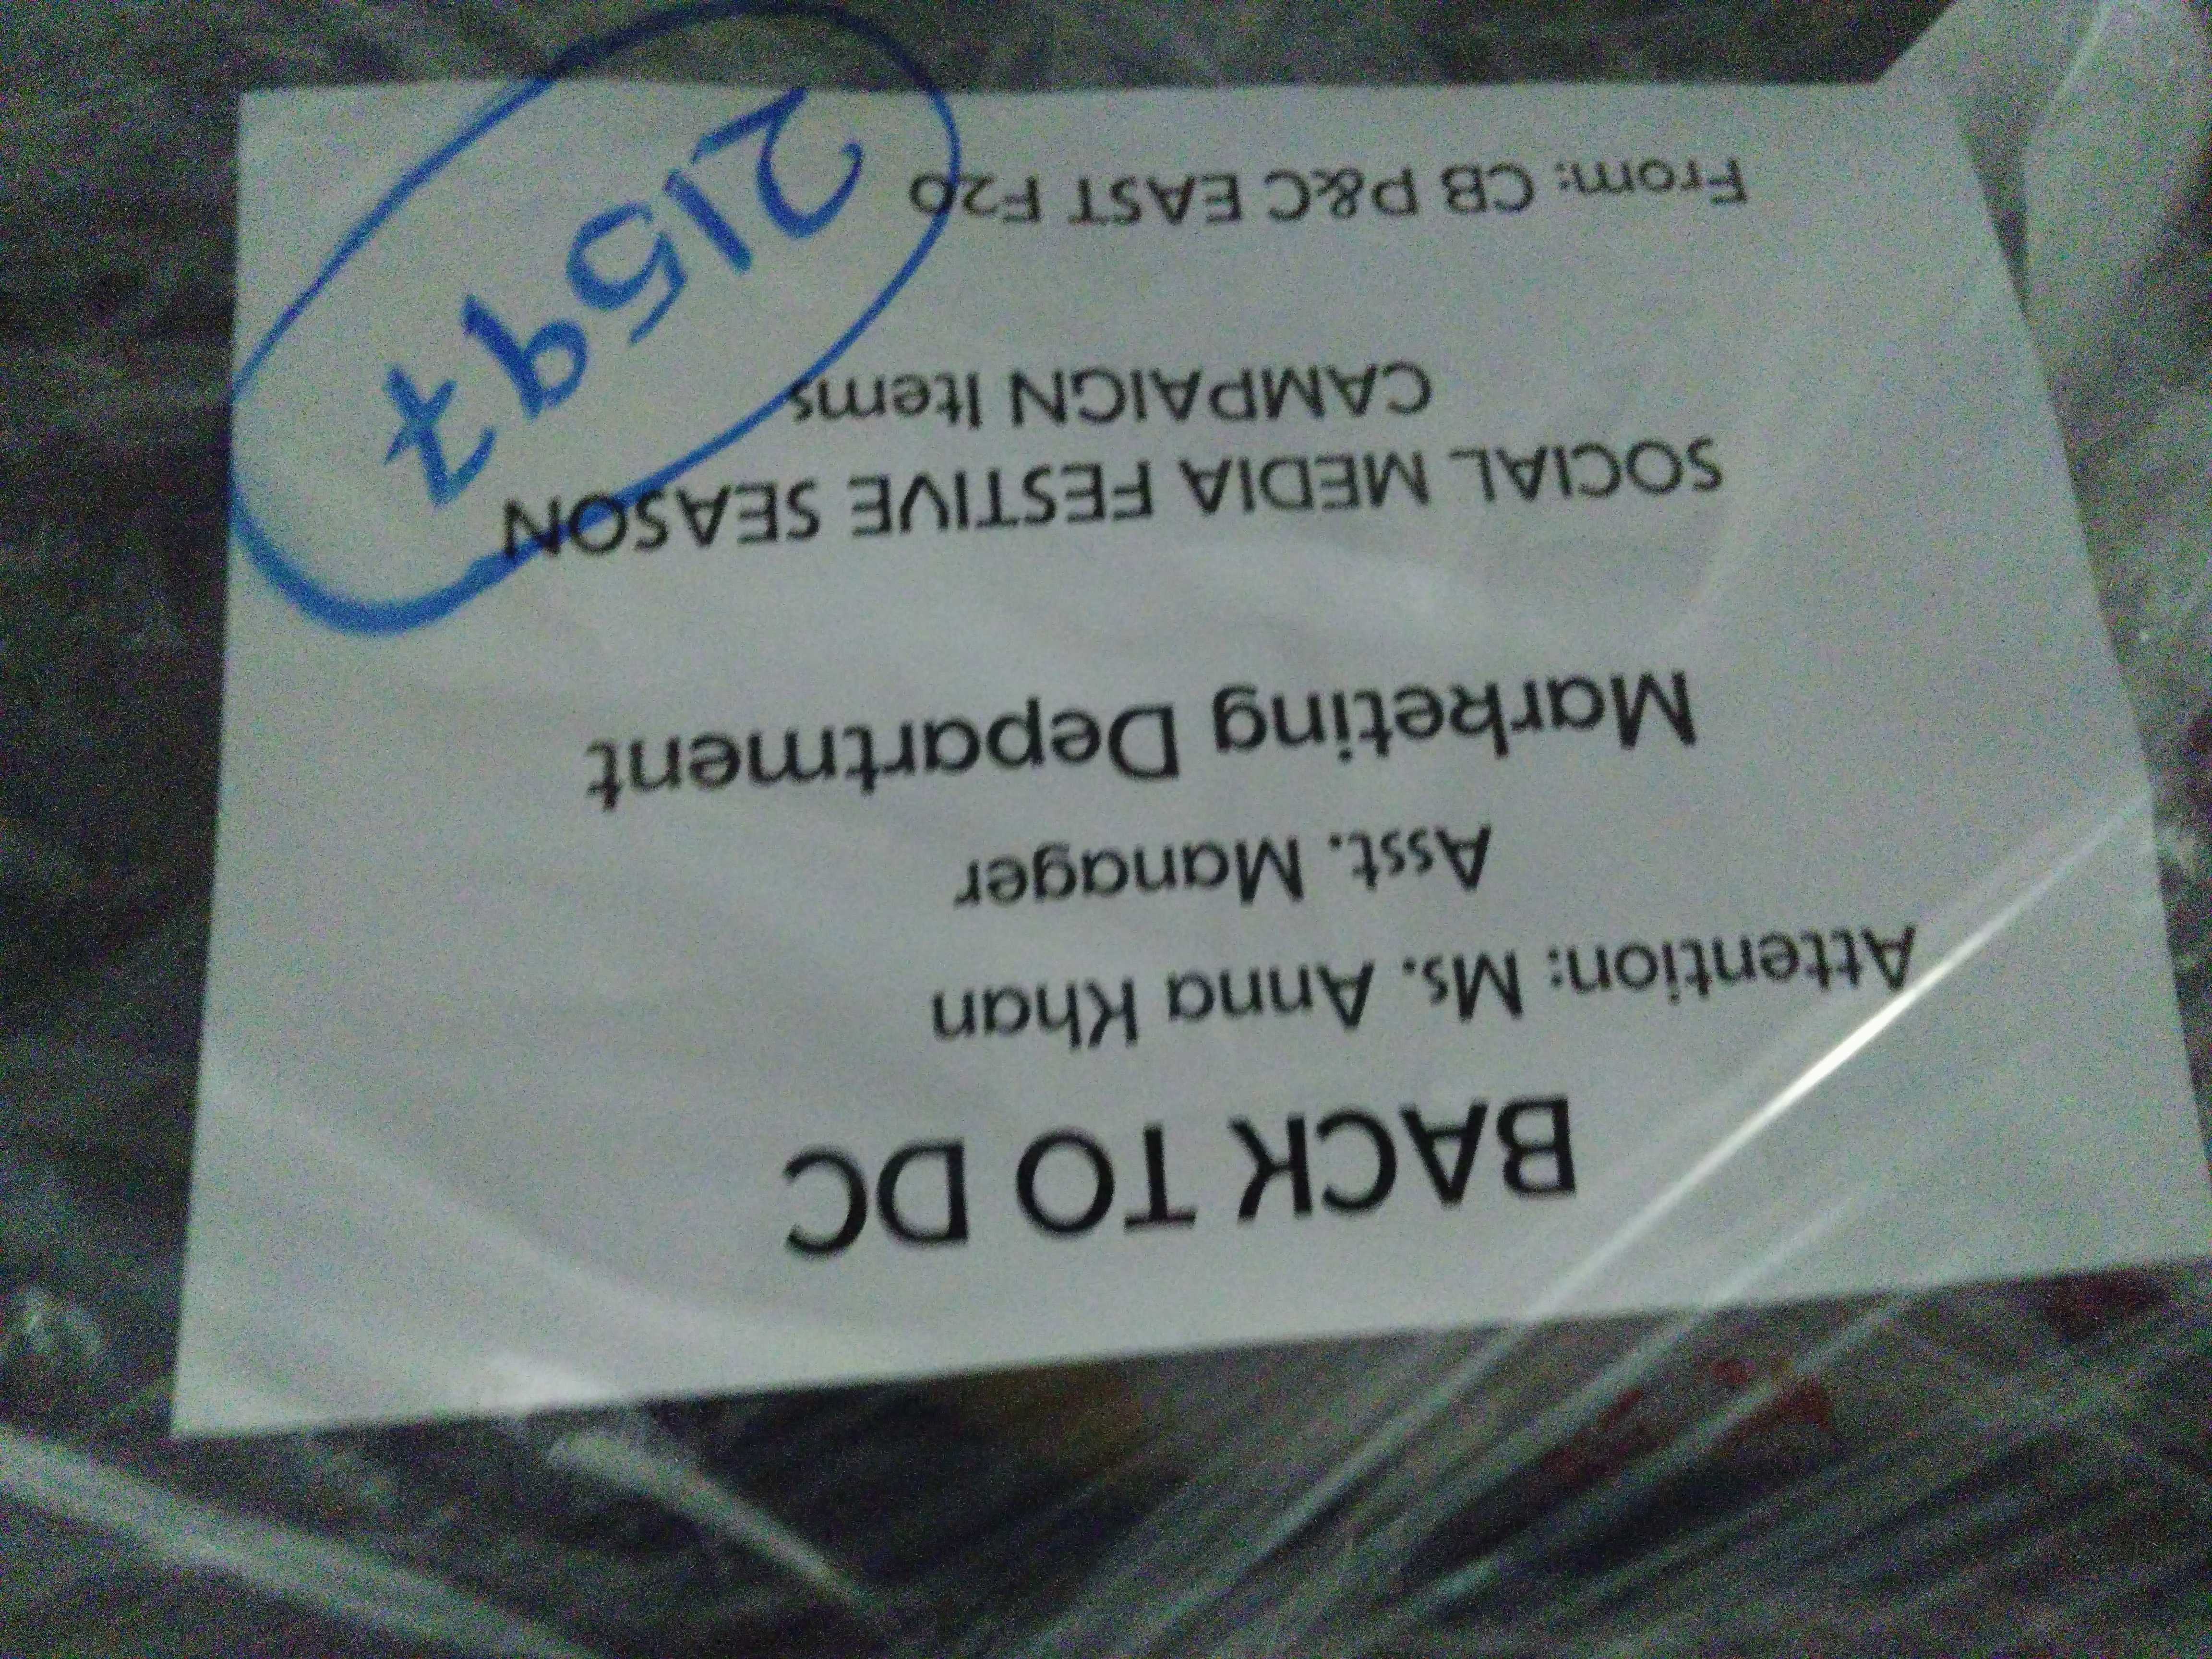 BACK TO DC
Attention: Ms. Anna Khan
Asst. Manager
Marketing Department
SOCIAL MEDIA FESTIVE SEASON
CAMPAIGN Items
From: CB P&C EAST F20
21597